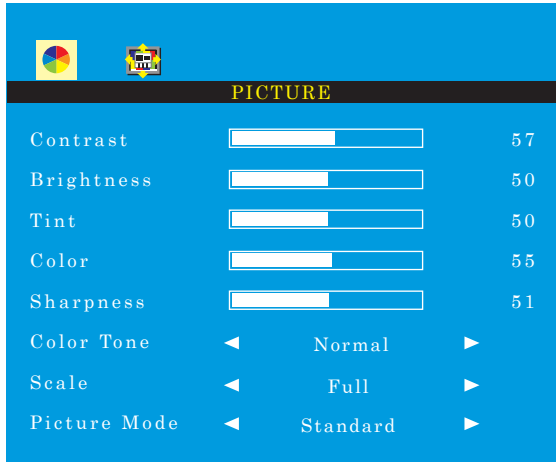 PICTURE
Contrast 57
Brightness 50
Tint 50
Color 55
Sharpness 51
Color Tone Normal
Scale Full
Picture Mode Standard